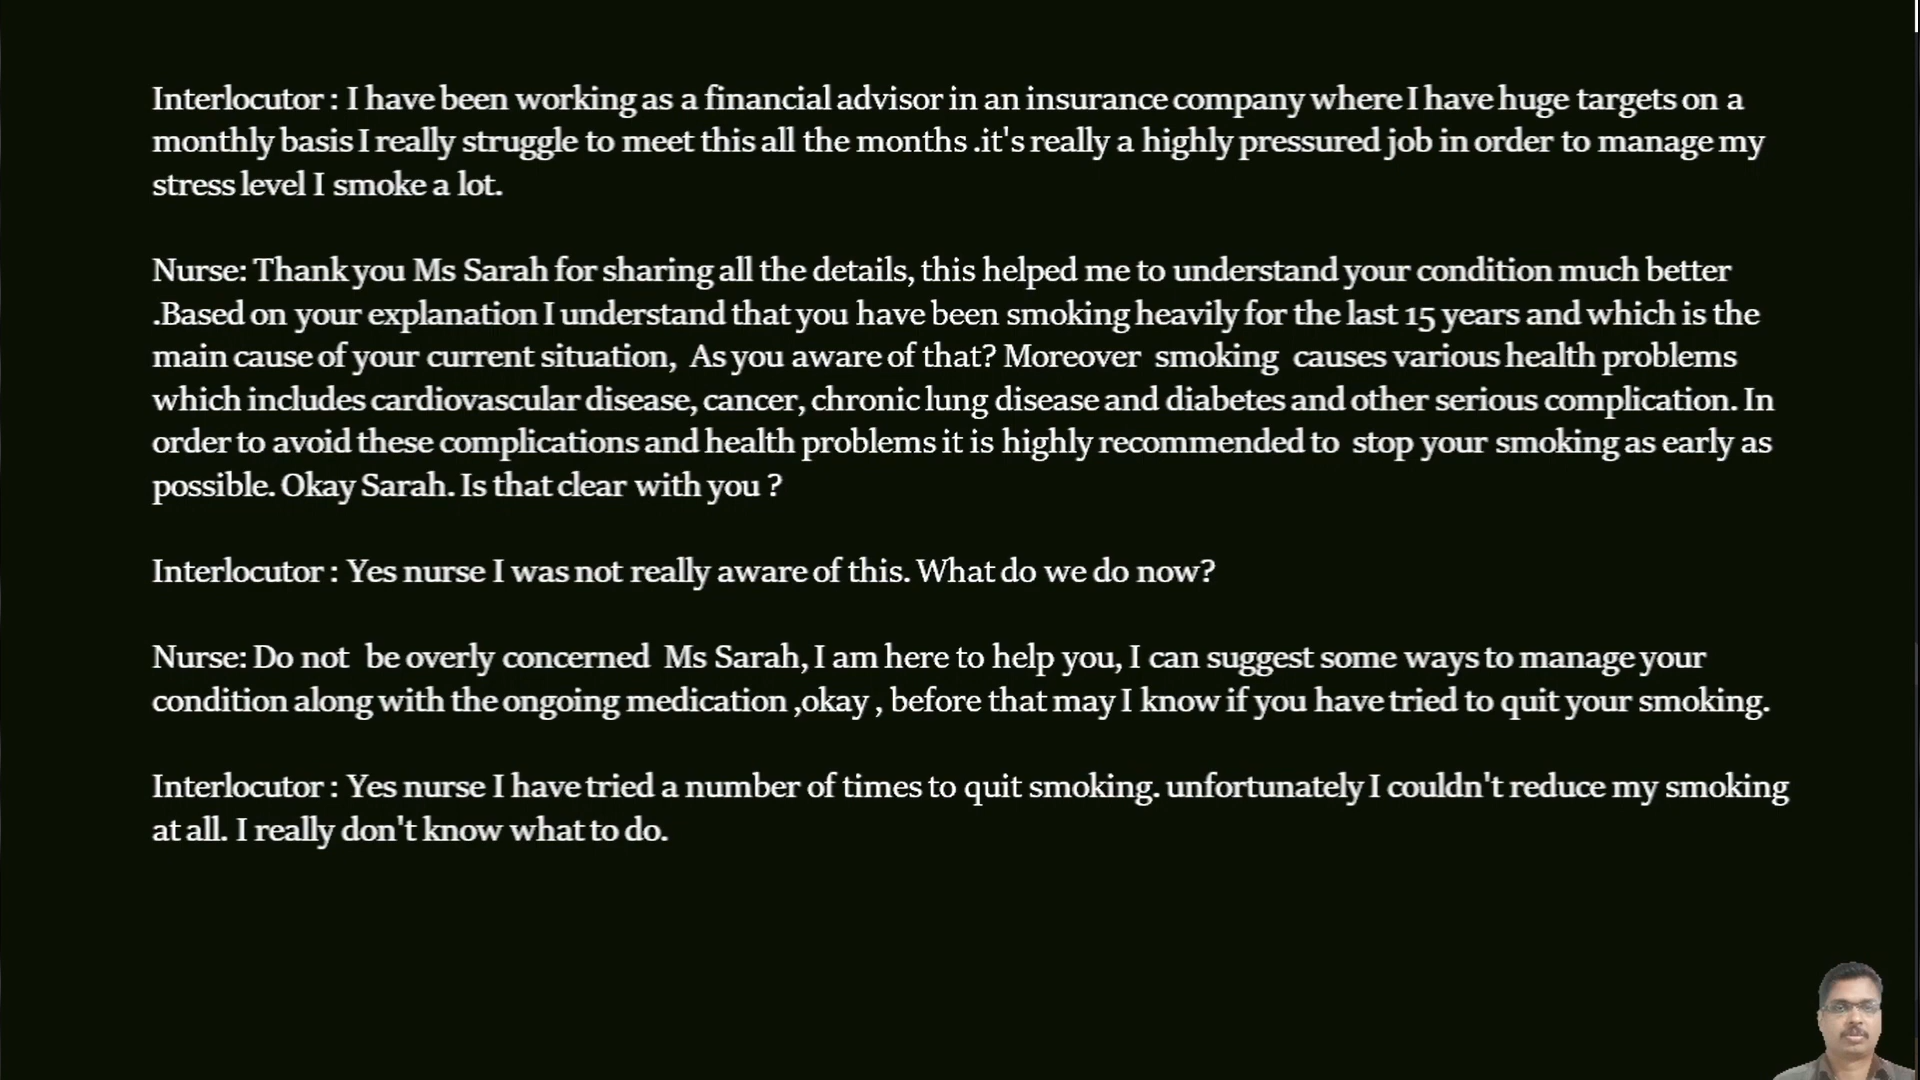 Interlocutor : I have been working as a financial advisor in an insurance company where I have huge targets on a
monthly basis I really struggle to meet this all the months .it's really a highly pressured job in order to manage my
stress level I smoke a lot.
Nurse: Thank you Ms Sarah for sharing all the details, this helped me to understand your condition much better
.Based on your explanation I understand that you have been smoking heavily for the last 15 years and which is the
main cause of your current situation, As you aware of that? Moreover smoking causes various health problems
which includes cardiovascular disease, cancer, chronic lung disease and diabetes and other serious complication. In
order to avoid these complications and health problems it is highly recommended to stop your smoking as early as
possible. Okay Sarah. Is that clear with you ?
Interlocutor : Yes nurse I was not really aware of this. What do we do now?
Nurse: Do not be overly concerned Ms Sarah, I am here to help you, I can suggest some ways to manage your
condition along with the ongoing medication ,okay , before that may I know if you have tried to quit your smoking.
Interlocutor : Yes nurse I have tried a number of times to quit smoking. unfortunately I couldn't reduce my smoking
at all. I really don't know what to do.